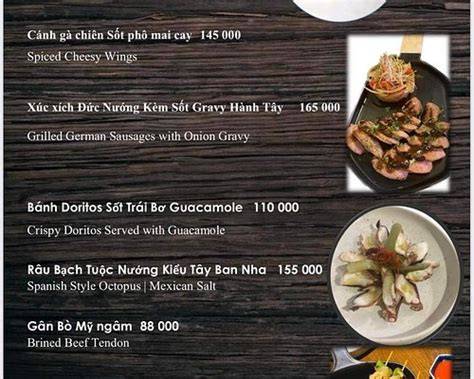 Cánh gà chiên Sốt phô mai cay 145 000
Spiced Cheesy Wings
Xúc xích Đức Nướng Kèm Sốt Gravy Hành Tây 165 000
Grilled German Sausages with Onion Gravy
Bánh Doritos Sốt Trái Bơ Guacamole 110 000
Crispy Doritos Served with Guacamole
Râu Bạch Tuộc Nướng Kiểu Tây Ban Nha 155 000
Spanish Style Octopus | Mexican Salt
Gân Bò Mỹ ngâm 88 000
Brined Beef Tendon